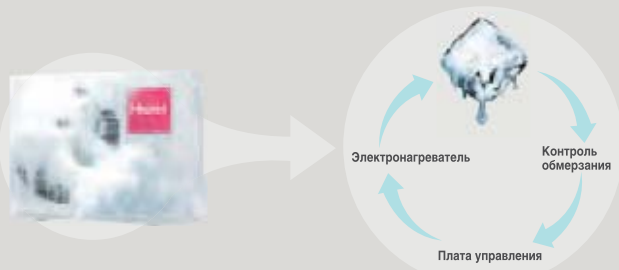 Электронагреватель
Контроль
обмерзания
Плата управления